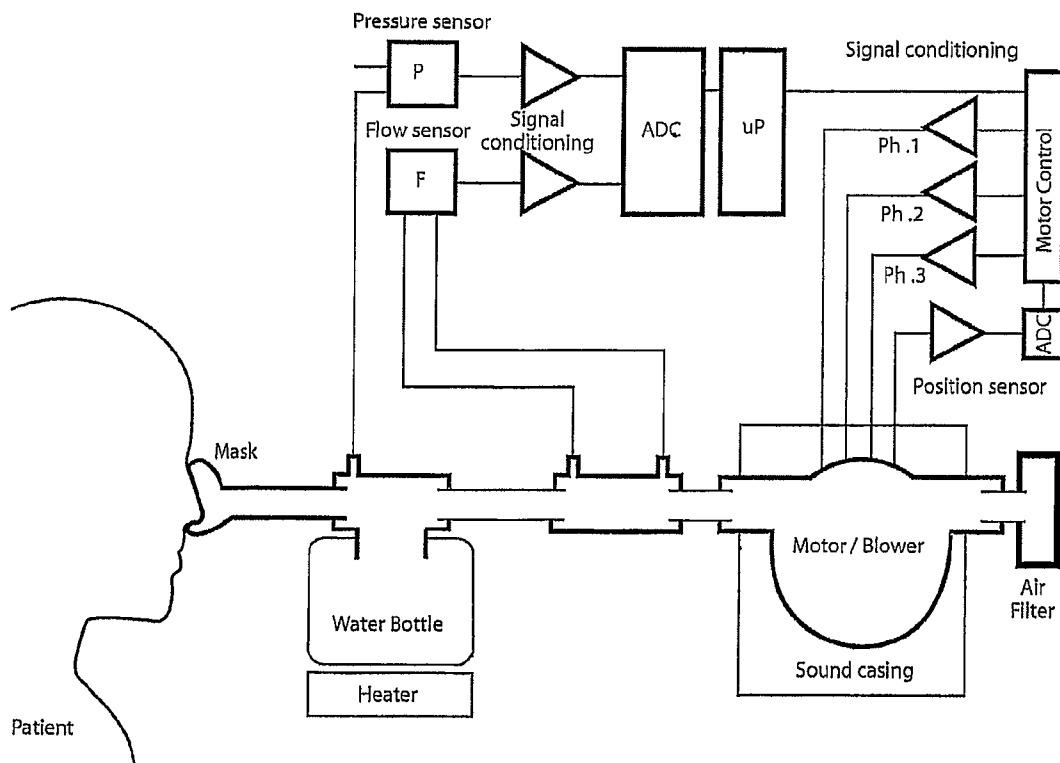 Pressure sensor
P
Flow sensor
F
Signal
conditioning
ADC
uP
Signal conditioning
Ph .1
Ph .2
Ph .3
Motor Control
ADC
Position sensor
Mask
Motor / Blower
Air
Filter
Water Bottle
Sound casing
Heater
Patient